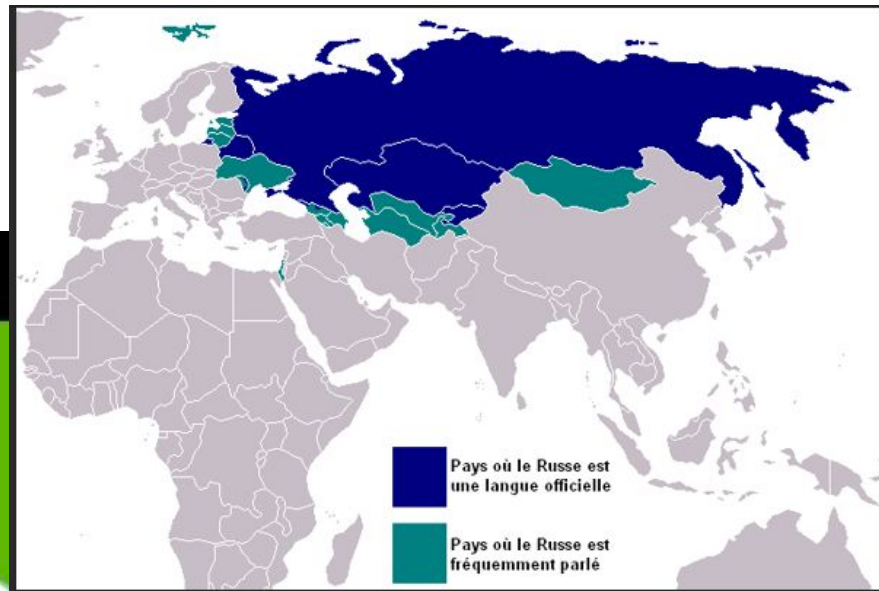 Pays où le Russe est
une langue officielle
Pays où le Russe est
fréquemment parlé